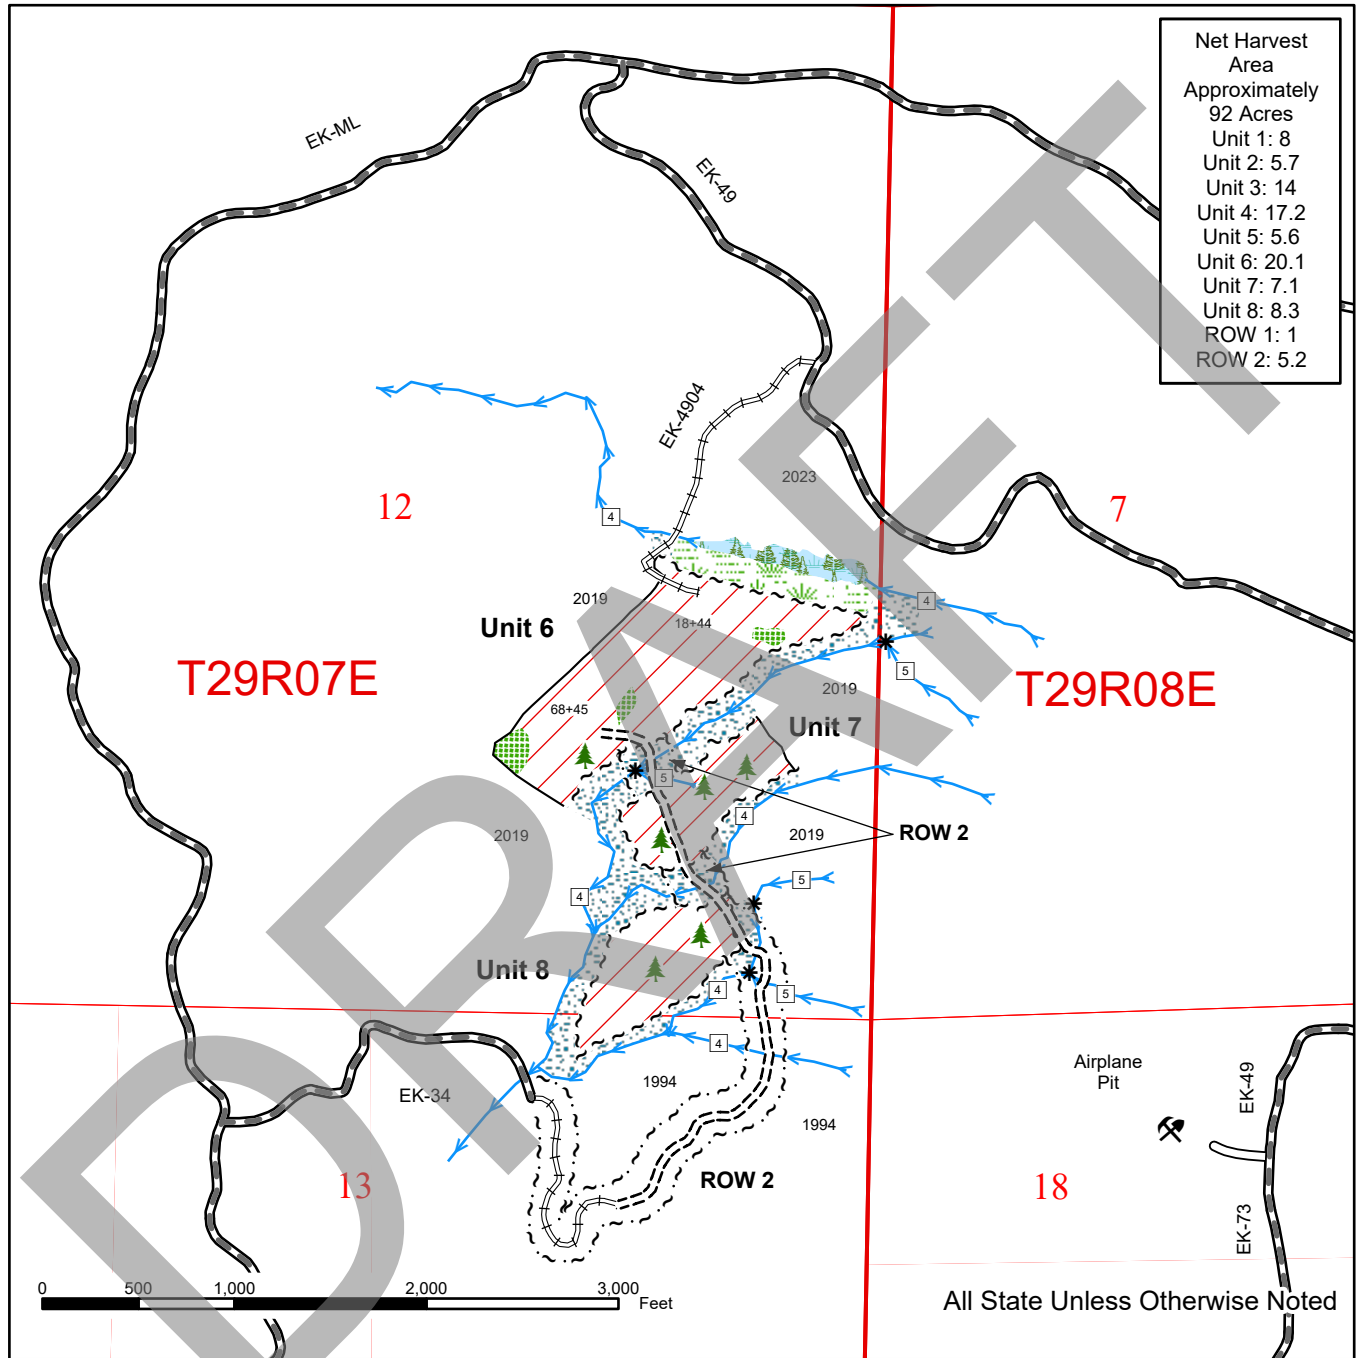 Net Harvest
Area
Approximately
92 Acres
Unit 1: 8
Unit 2: 5.7
Unit 3: 14
Unit 4: 17.2
Unit 5: 5.6
Unit 6: 20.1
Unit 7: 7.1
Unit 8: 8.3
ROW 1: 1
ROW 2: 5.2
EK-ML
EK-49
EK-4904
2023
12
7
4
4
2019
18+44
Unit 6
5
T29R07E
T29R08E
2019
68+45
Unit 7
5
4
2019
2019
ROW 2
5
4
Unit 8
4
5
4
Airplane
Pit
1994
EK-34
EK-49
1994
13
ROW 2
18
EK-73
0 500 1,000 2,000 3,000
Feet
All State Unless Otherwise Noted
DRAFT